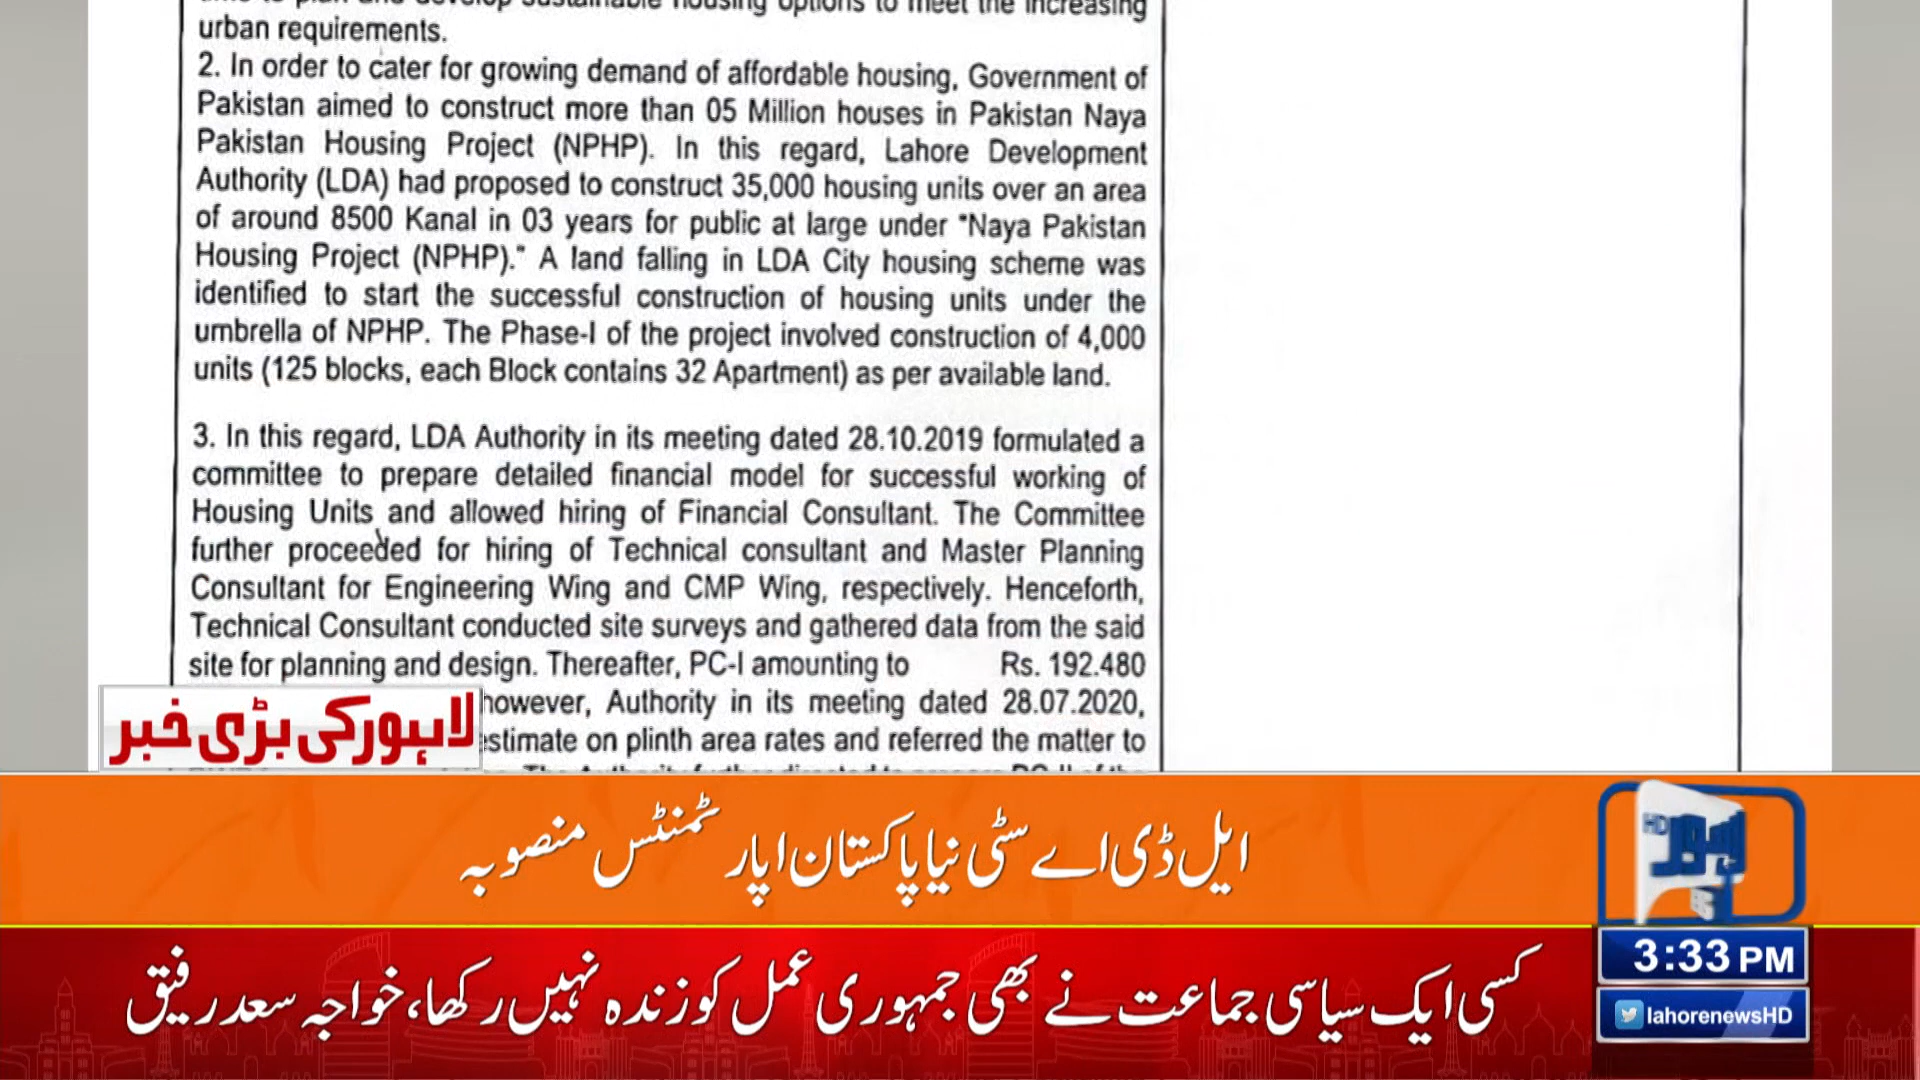 housing options to meet the increasing
urban requirements.
2. In order to cater for growing demand of affordable housing, Government of
Pakistan aimed to construct more than 05 Million houses in Pakistan Naya
Pakistan Housing Project (NPHP). In this regard, Lahore Development
Authority (LDA) had proposed to construct 35,000 housing units over an area
of around 8500 Kanal in 03 years for public at large under "Naya Pakistan
Housing Project (NPHP)." A land falling in LDA City housing scheme was
identified to start the successful construction of housing units under the
umbrella of NPHP. The Phase-I of the project involved construction of 4,000
units (125 blocks, each Block contains 32 Apartment) as per available land.
3. In this regard, LDA Authority in its meeting dated 28.10.2019 formulated a
committee to prepare detailed financial model for successful working of
Housing Units and allowed hiring of Financial Consultant. The Committee
further proceeded for hiring of Technical consultant and Master Planning
Consultant for Engineering Wing and CMP Wing, respectively. Henceforth,
Technical Consultant conducted site surveys and gathered data from the said
site for planning and design. Thereafter, PC-I amounting to Rs. 192.480
however, Authority in its meeting dated 28.07.2020,
estimate on plinth area rates and referred the matter to
لاہور کی بڑی خبر
ایل ڈی اے سٹی نیا پاکستان اپارٹمنٹس منصوبہ
HD
3:33 PM
کسی ایک سیاسی جماعت نے بھی جمہوری عمل کو زندہ نہیں رکھا، خواجہ سعد رفیق
lahorenewsHD